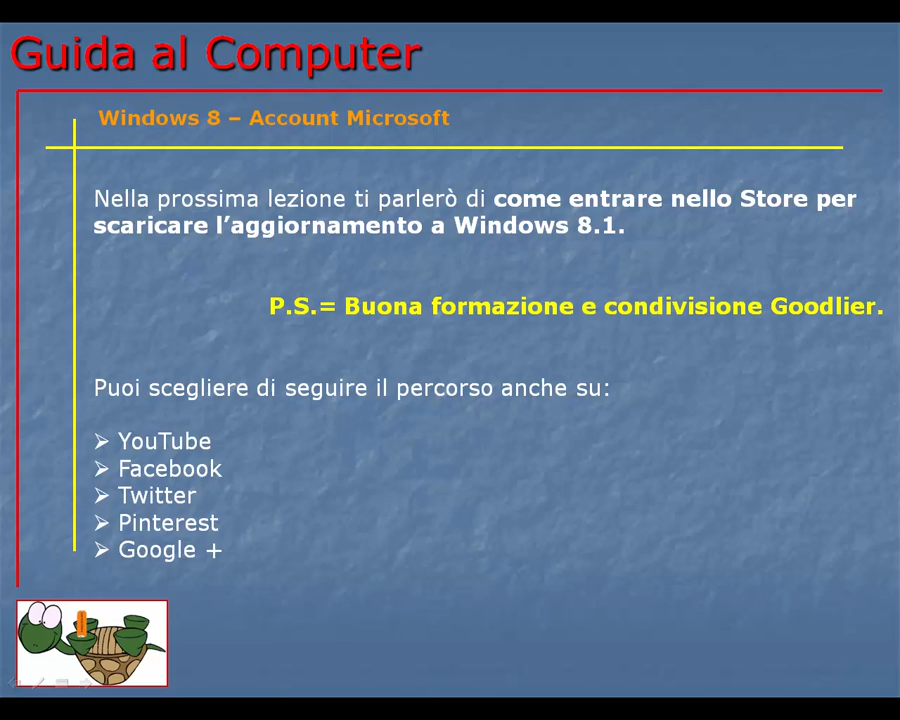 Guida al Computer
Windows 8 – Account Microsoft
Nella prossima lezione ti parlerò di come entrare nello Store per
scaricare l’aggiornamento a Windows 8.1.
P.S.= Buona formazione e condivisione Goodlier.
Puoi scegliere di seguire il percorso anche su:
➢ YouTube
➢ Facebook
➢ Twitter
➢ Pinterest
➢ Google +